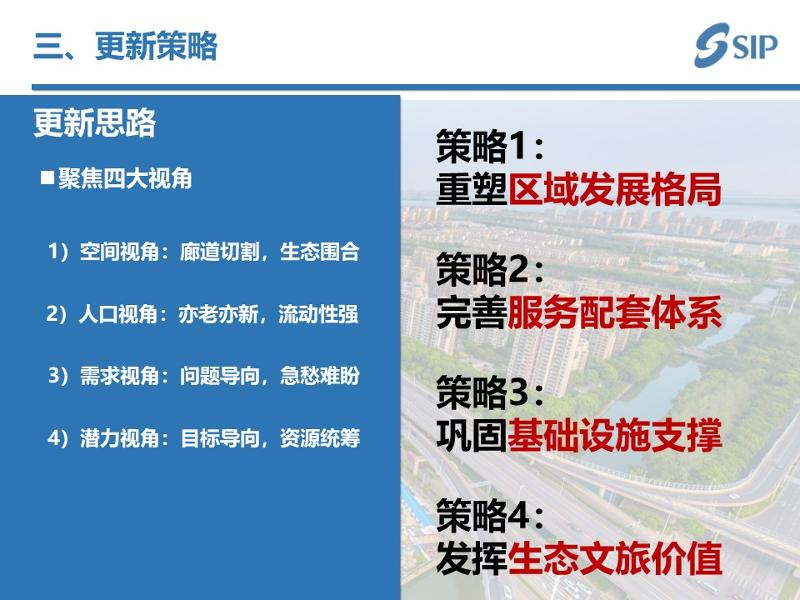 三、更新策略
SIP
更新思路
■聚焦四大视角
1）空间视角：廊道切割，生态围合
2）人口视角：亦老亦新，流动性强
3）需求视角：问题导向，急愁难盼
4）潜力视角：目标导向，资源统筹
策略1：
重塑区域发展格局
策略2：
完善服务配套体系
策略3：
巩固基础设施支撑
策略4：
发挥生态文旅价值